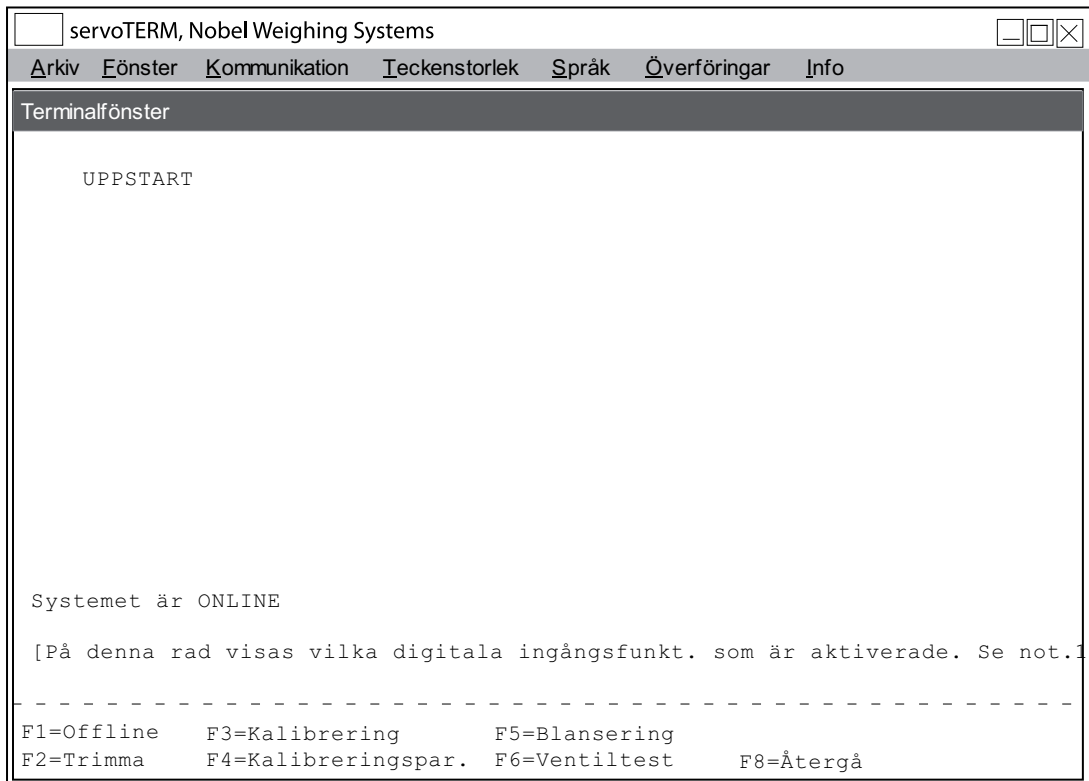 servoTERM, Nobel Weighing Systems
Arkiv Fönster Kommunikation Teckenstorlek Språk Överföringar Info
Terminalfönster
UPPSTART
Systemet är ONLINE
[På denna rad visas vilka digitala ingångsfunkt. som är aktiverade. Se not.1
F1=Offline F3=Kalibrering F5=Blansering
F2=Trimma F4=Kalibreringspar. F6=Ventiltest F8=Återgå